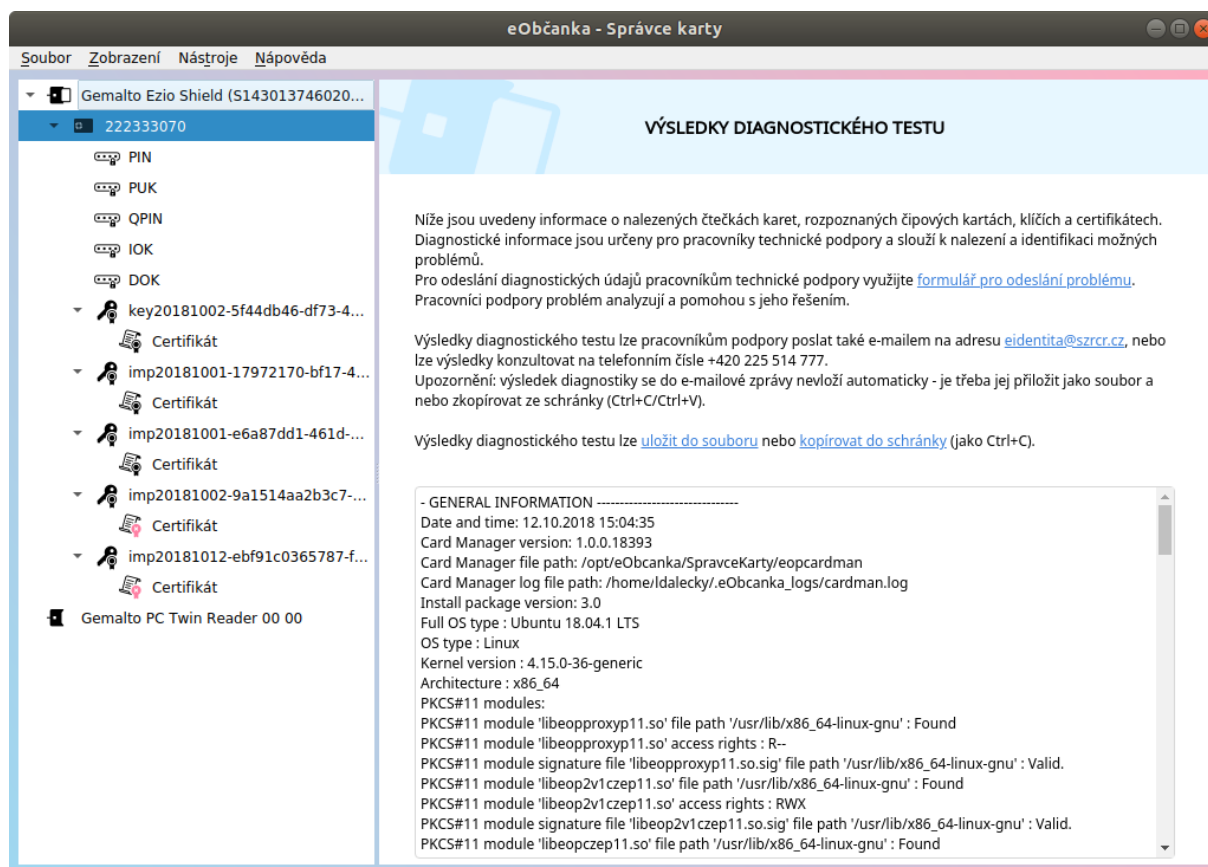 eObčanka - Správce karty
Soubor Zobrazení Nástroje Nápověda
Gemalto Ezio Shield (S143013746020...
222333070
PIN
PUK
QPIN
IOK
DOK
key20181002-5f44db46-df73-4...
Certifikát
imp20181001-17972170-bf17-4...
Certifikát
imp20181001-e6a87dd1-461d-...
Certifikát
imp20181002-9a1514aa2b3c7-...
Certifikát
imp20181012-ebf91c0365787-f...
Certifikát
Gemalto PC Twin Reader 00 00
VÝSLEDKY DIAGNOSTICKÉHO TESTU
Níže jsou uvedeny informace o nalezených čtečkách karet, rozpoznaných čipových kartách, klíčích a certifikátech.
Diagnostické informace jsou určeny pro pracovníky technické podpory a slouží k nalezení a identifikaci možných
problémů.
Pro odeslání diagnostických údajů pracovníkům technické podpory využijte formulář pro odeslání problému.
Pracovníci podpory problém analyzují a pomohou s jeho řešením.
Výsledky diagnostického testu lze pracovníkům podpory poslat také e-mailem na adresu eidentita@szrcr.cz, nebo
lze výsledky konzultovat na telefonním čísle +420 225 514 777.
Upozornění: výsledek diagnostiky se do e-mailové zprávy nevloží automaticky - je třeba jej přiložit jako soubor a
nebo zkopírovat ze schránky (Ctrl+C/Ctrl+V).
Výsledky diagnostického testu lze uložit do souboru nebo kopírovat do schránky (jako Ctrl+C).
- GENERAL INFORMATION -------------------------------
Date and time: 12.10.2018 15:04:35
Card Manager version: 1.0.0.18393
Card Manager file path: /opt/eObcanka/SpravceKarty/eopcardman
Card Manager log file path: /home/ldalecky/.eObcanka_logs/cardman.log
Install package version: 3.0
Full OS type : Ubuntu 18.04.1 LTS
OS type : Linux
Kernel version : 4.15.0-36-generic
Architecture : x86_64
PKCS#11 modules:
PKCS#11 module 'libeopproxyp11.so' file path '/usr/lib/x86_64-linux-gnu' : Found
PKCS#11 module 'libeopproxyp11.so' access rights : R--
PKCS#11 module signature file 'libeopproxyp11.so.sig' file path '/usr/lib/x86_64-linux-gnu' : Valid.
PKCS#11 module 'libeop2v1czep11.so' file path '/usr/lib/x86_64-linux-gnu' : Found
PKCS#11 module 'libeop2v1czep11.so' access rights : RWX
PKCS#11 module signature file 'libeop2v1czep11.so.sig' file path '/usr/lib/x86_64-linux-gnu' : Valid.
PKCS#11 module 'libeopczep11.so' file path '/usr/lib/x86_64-linux-gnu' : Found